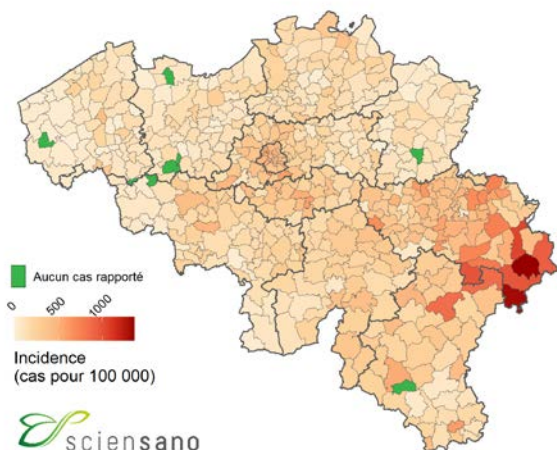 Aucun cas rapporté
0
500
1000
Incidence
(cas pour 100 000)
sciensano